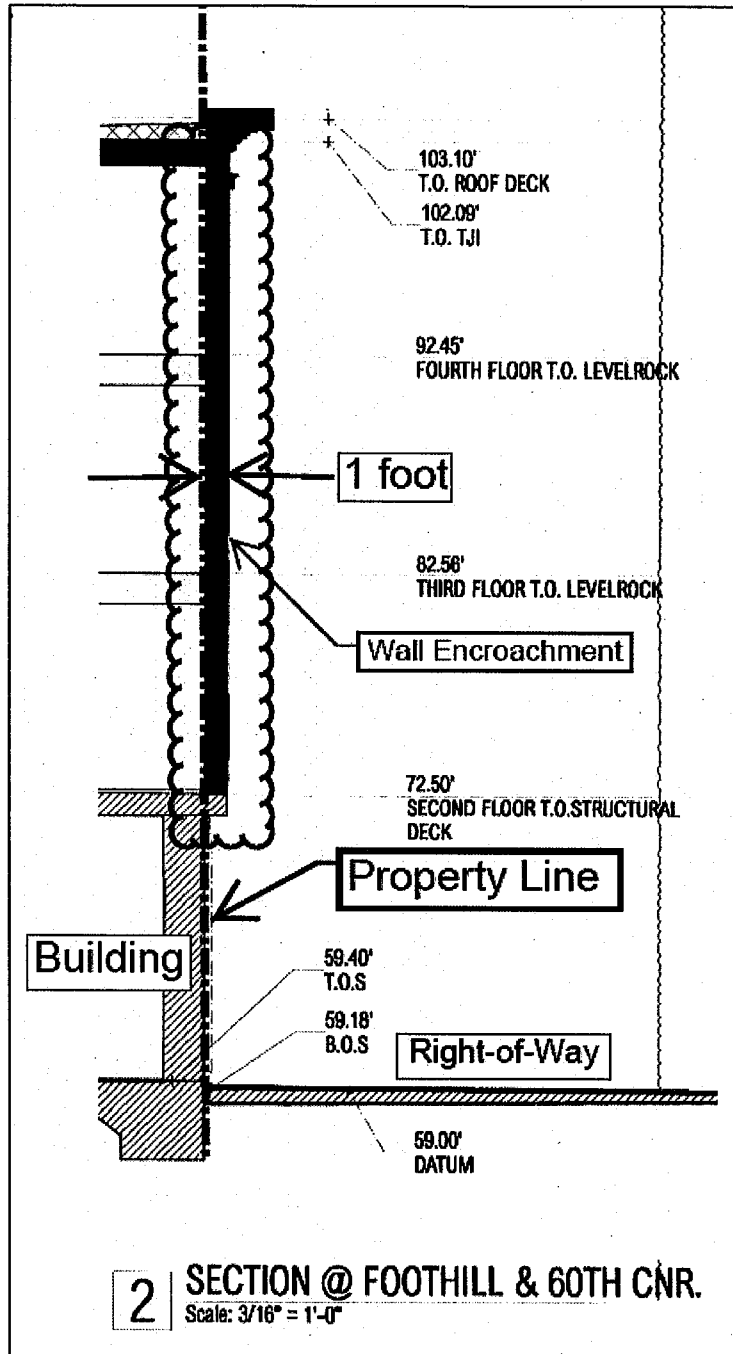 103.10'
T.O. ROOF DECK
102.09'
T.O. TJI
92.45'
FOURTH FLOOR T.O. LEVELROCK
1 foot
82.56'
THIRD FLOOR T.O. LEVELROCK
Wall Encroachment
72.50'
SECOND FLOOR T.O.STRUCTURAL
DECK
Property Line
Building
59.40'
T.O.S
59.18'
B.O.S
Right-of-Way
59.00'
DATUM
2
SECTION @ FOOTHILL & 60TH CNR.
Scale: 3/16" = 1'-0"